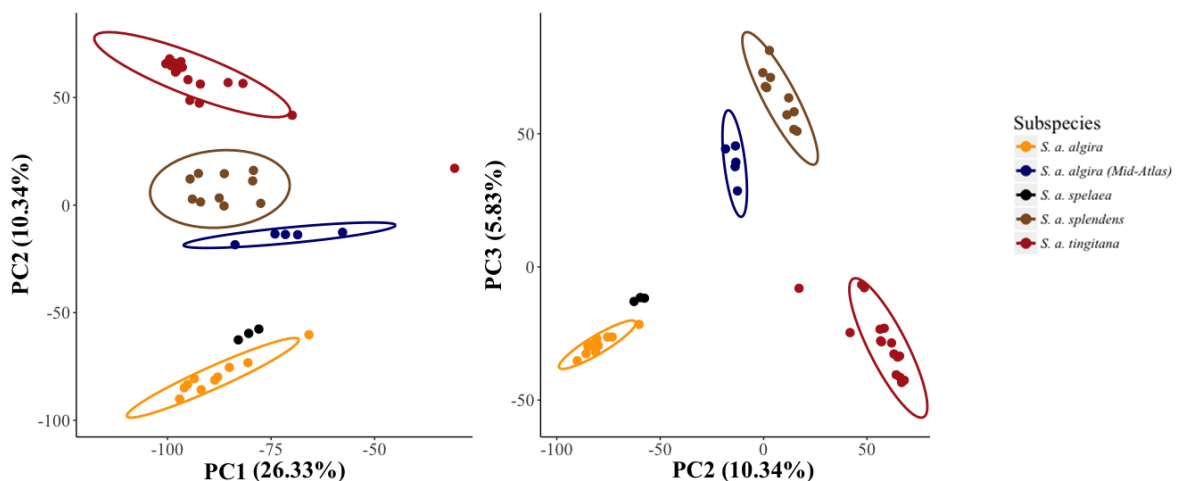 50
0
-50
-100
PC2 (10.34%)
-100
-75
-50
PC1 (26.33%)
50
0
-50
PC3 (5.83%)
-100
-50
0
50
PC2 (10.34%)
Subspecies
S. a. algira
S. a. algira (Mid-Atlas)
S. a. spelaea
S. a. splendens
S. a. tingitana